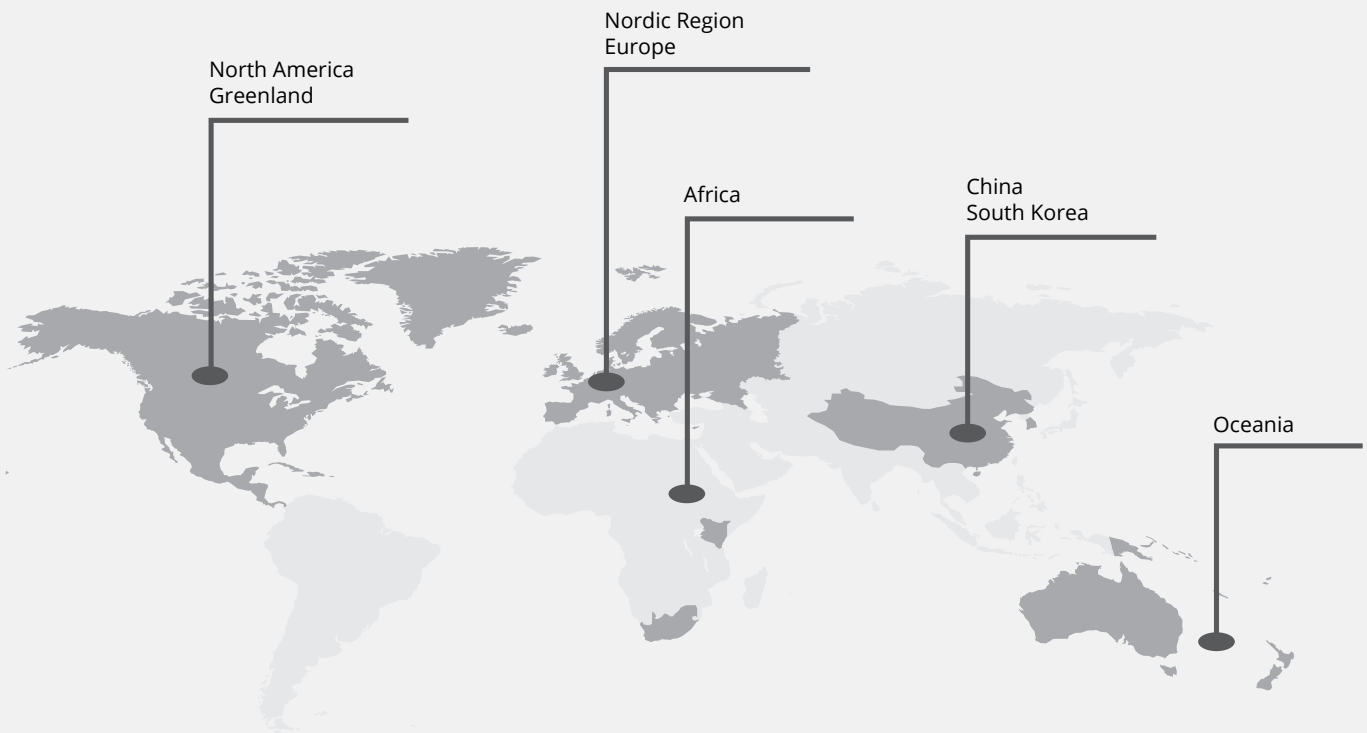 Nordic Region
Europe
North America
Greenland
Africa
China
South Korea
Oceania